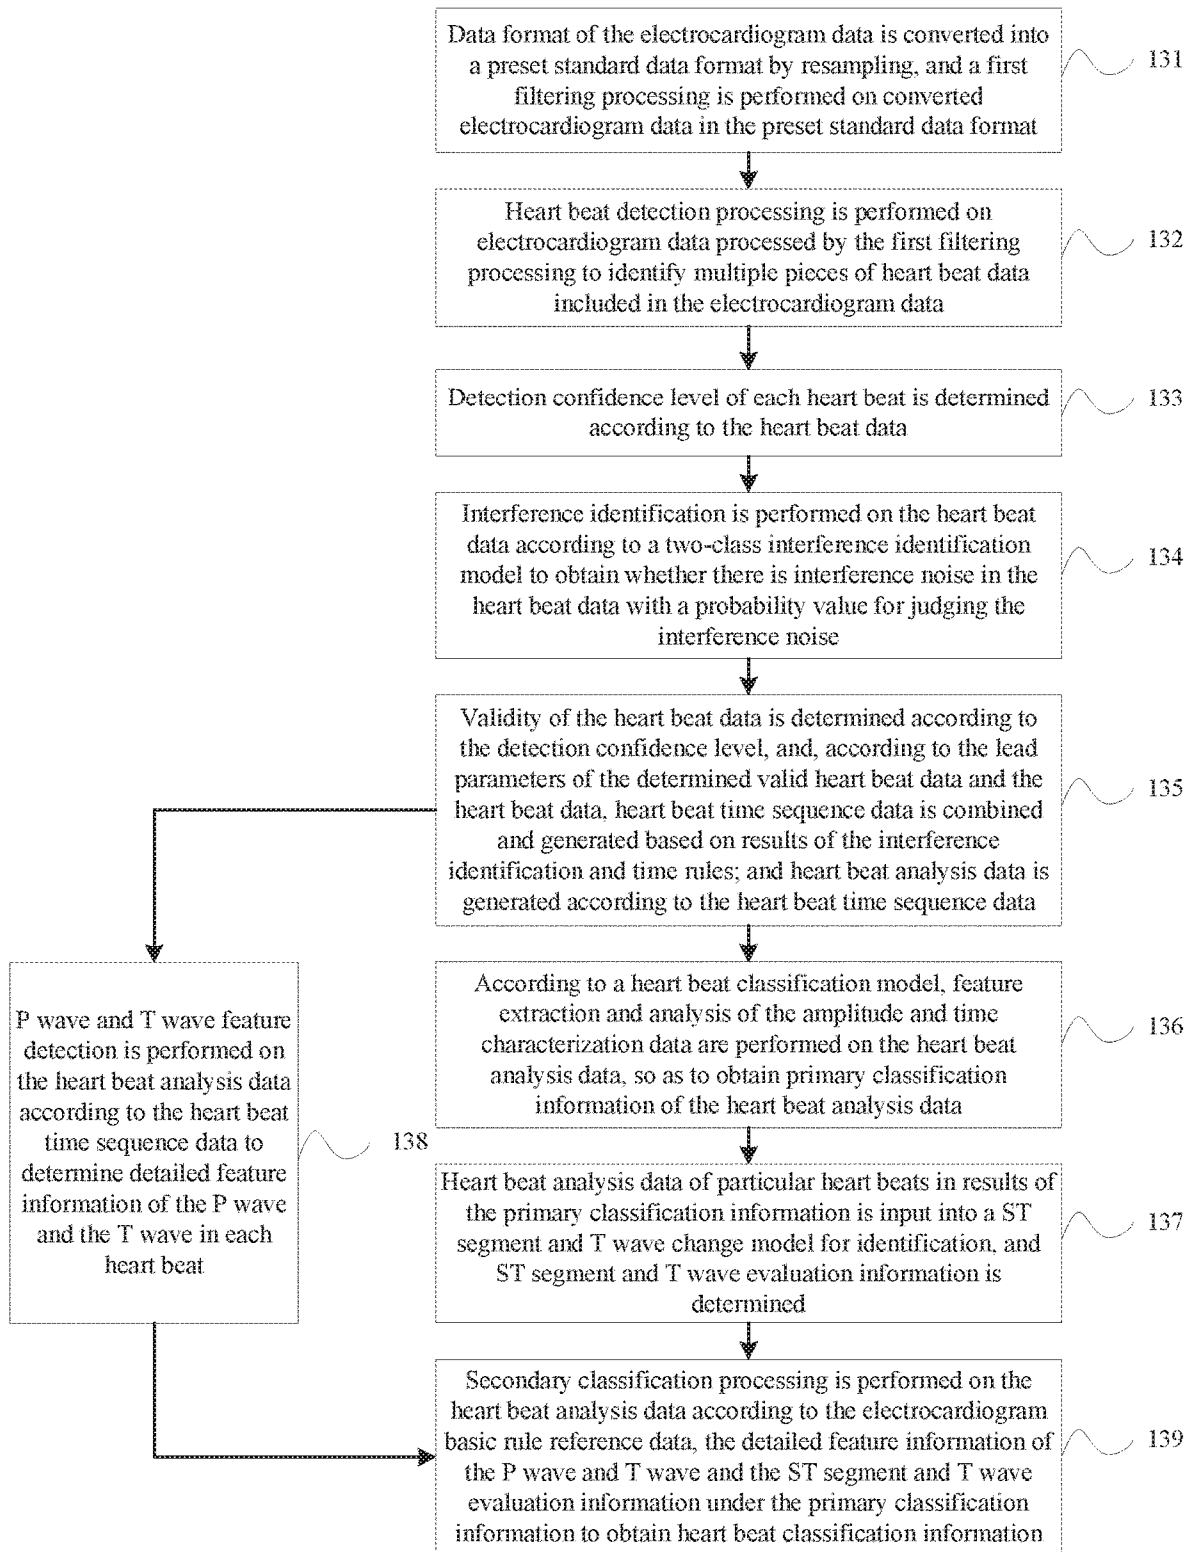 Data format of the electrocardiogram data is converted into
a preset standard data format by resampling, and a first
filtering processing is performed on converted
electrocardiogram data in the preset standard data format
131
Heart beat detection processing is performed on
electrocardiogram data processed by the first filtering
processing to identify multiple pieces of heart beat data
included in the electrocardiogram data
132
Detection confidence level of each heart beat is determined
according to the heart beat data
133
Interference identification is performed on the heart beat
data according to a two-class interference identification
model to obtain whether there is interference noise in the
heart beat data with a probability value for judging the
interference noise
134
Validity of the heart beat data is determined according to
the detection confidence level, and, according to the lead
parameters of the determined valid heart beat data and the
heart beat data, heart beat time sequence data is combined
and generated based on results of the interference
identification and time rules; and heart beat analysis data is
generated according to the heart beat time sequence data
135
According to a heart beat classification model, feature
extraction and analysis of the amplitude and time
characterization data are performed on the heart beat
analysis data, so as to obtain primary classification
information of the heart beat analysis data
136
P wave and T wave feature
detection is performed on
the heart beat analysis data
according to the heart beat
time sequence data to
determine detailed feature
information of the P wave
and the T wave in each
heart beat
138
Heart beat analysis data of particular heart beats in results of
the primary classification information is input into a ST
segment and T wave change model for identification, and
ST segment and T wave evaluation information is
determined
137
Secondary classification processing is performed on the
heart beat analysis data according to the electrocardiogram
basic rule reference data, the detailed feature information of
the P wave and T wave and the ST segment and T wave
evaluation information under the primary classification
information to obtain heart beat classification information
139